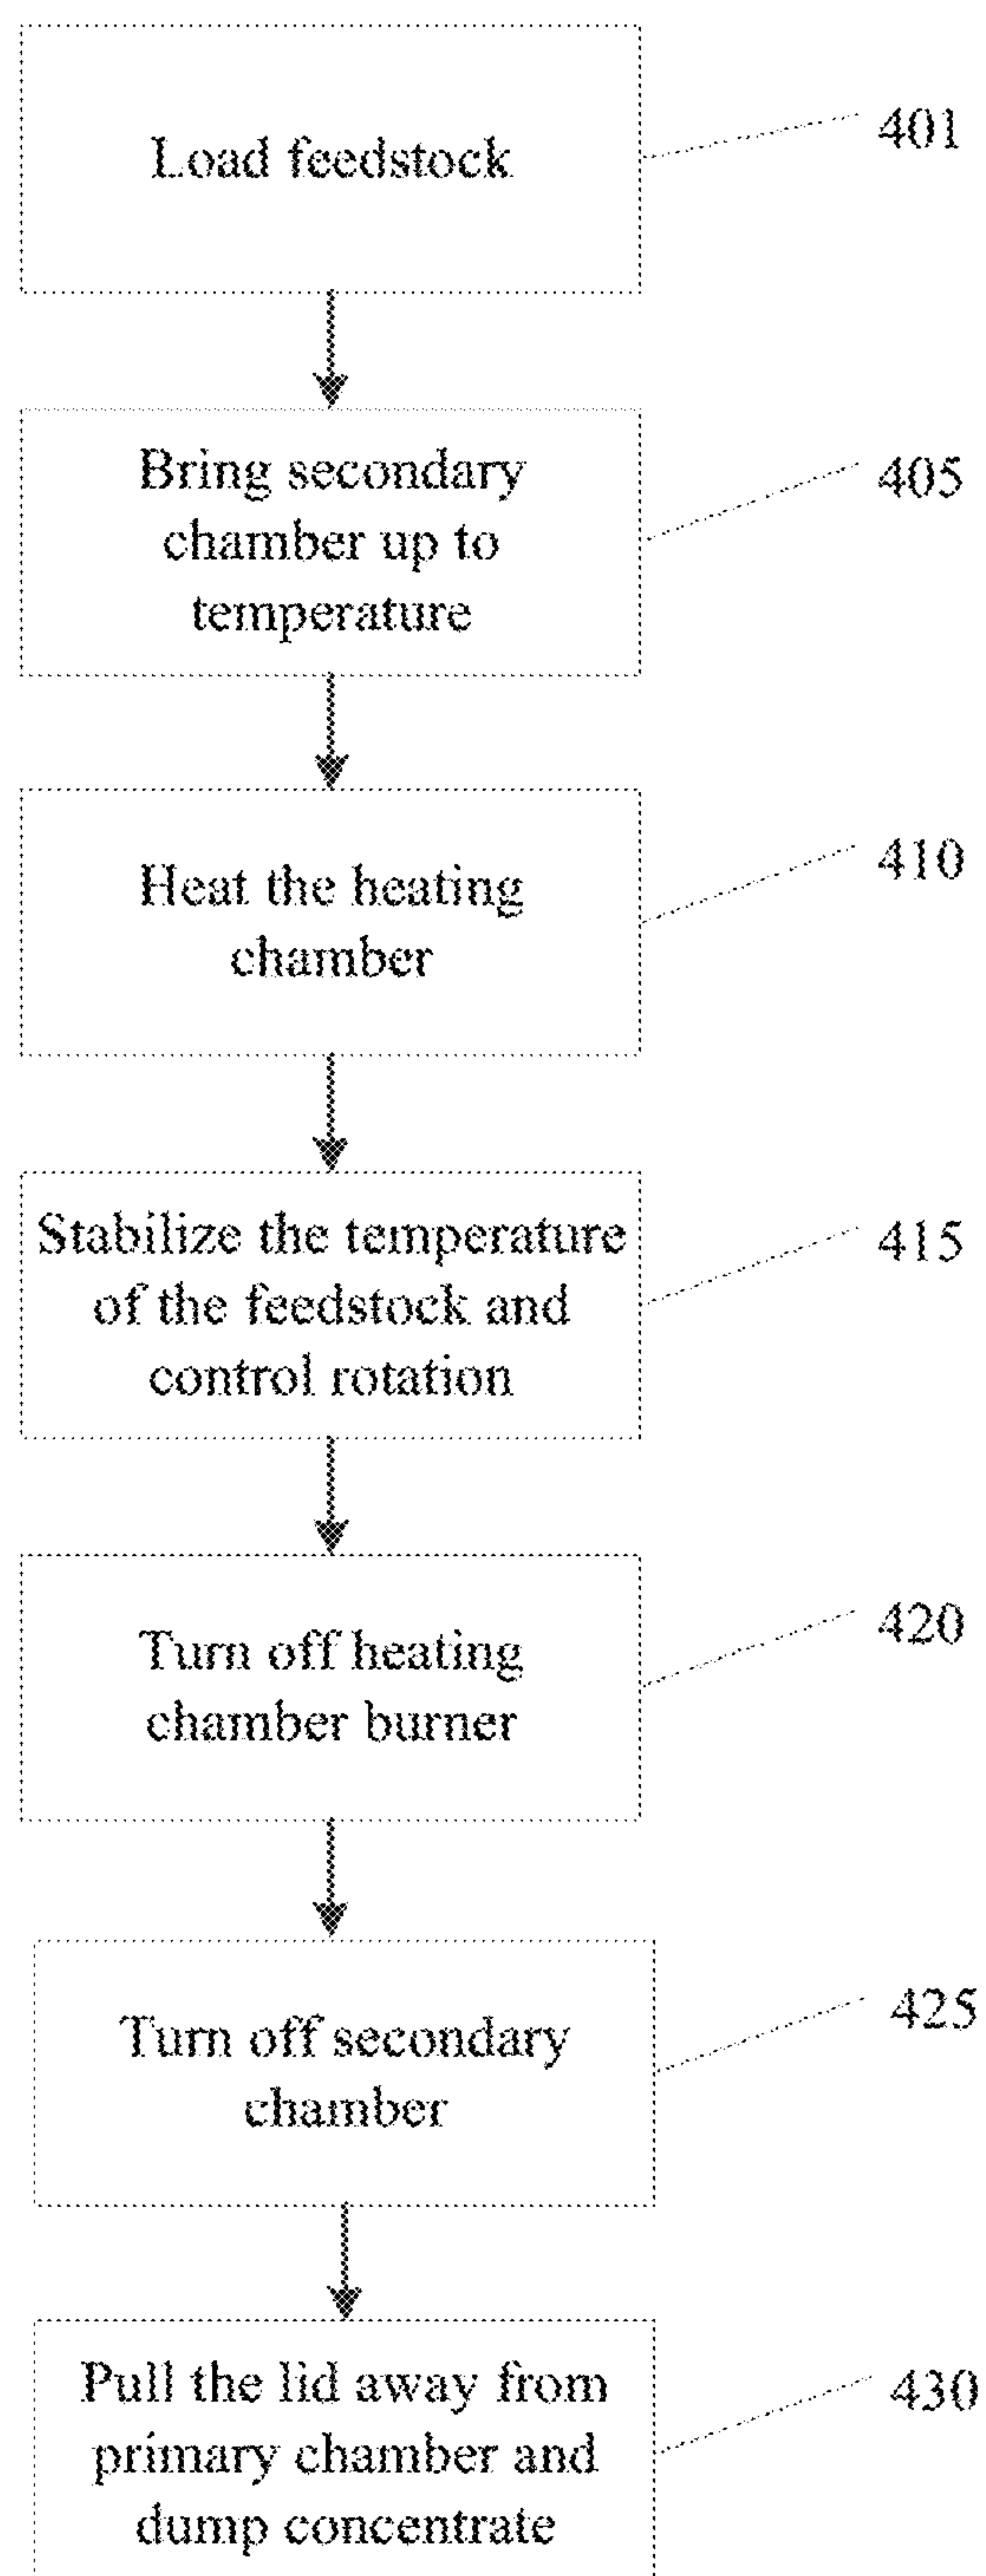 Load feedstock
401
Bring secondary
chamber up to
temperature
405
Heat the heating
chamber
410
Stabilize the temperature
of the feedstock and
control rotation
415
Turn off heating
chamber burner
420
Turn off secondary
chamber
425
Pull the lid away from
primary chamber and
dump concentrate
430